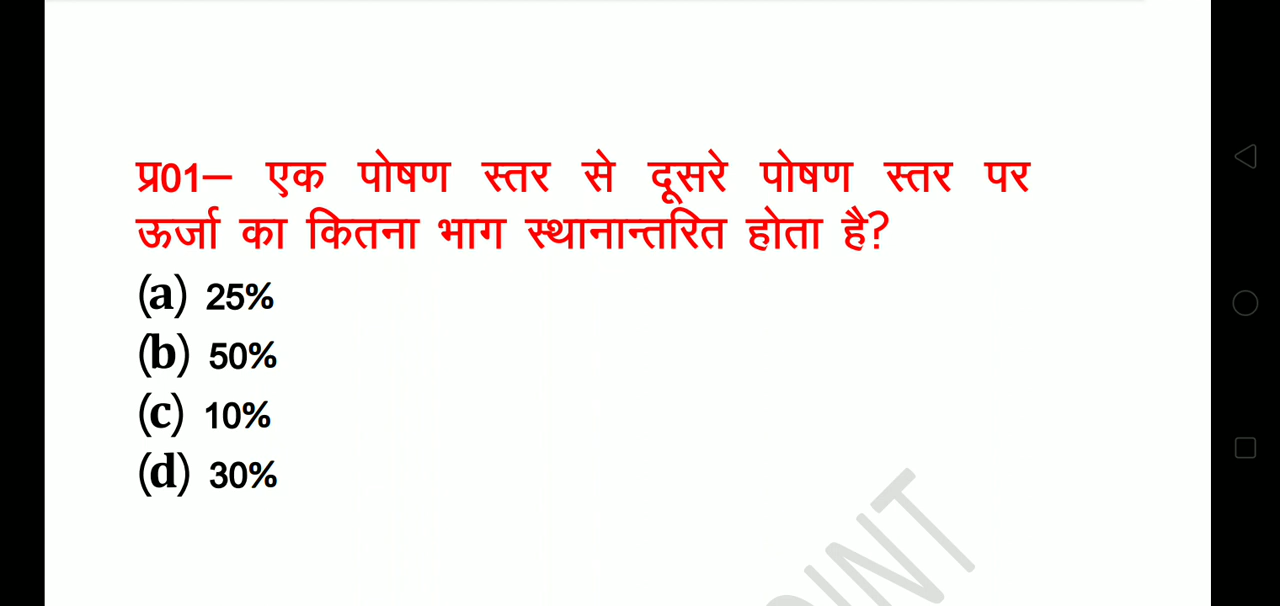 प्र01– एक पोषण स्तर से दूसरे पोषण स्तर पर
ऊर्जा का कितना भाग स्थानान्तरित होता है?
(a) 25%
(b) 50%
(c) 10%
(d) 30%